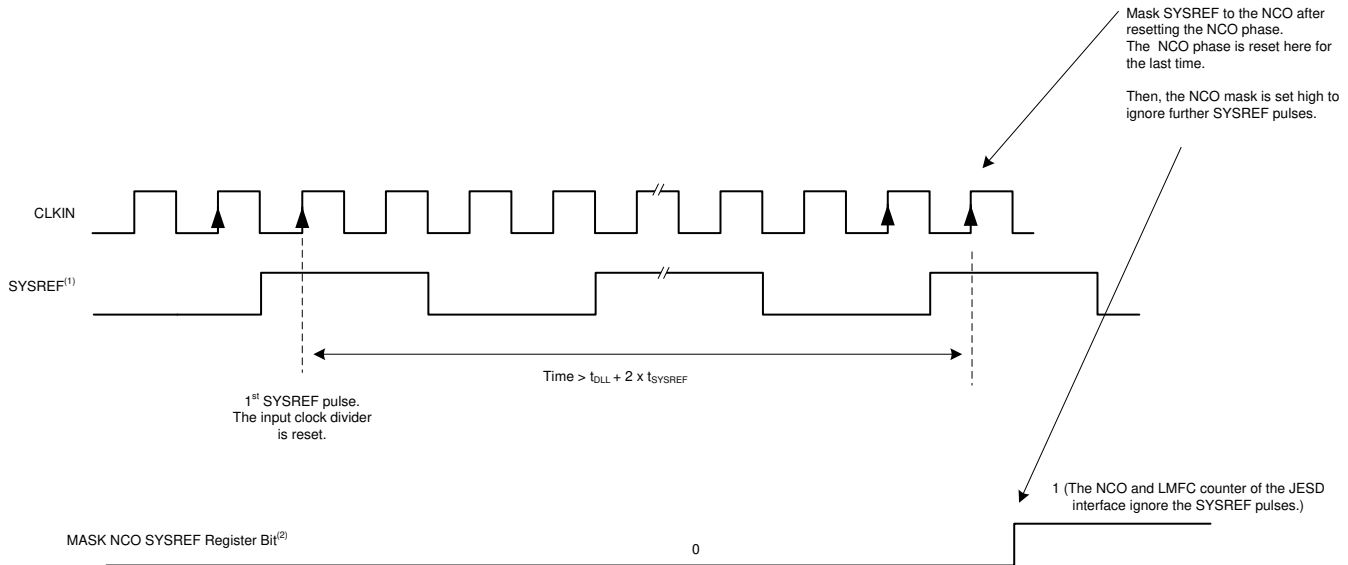 Mask SYSREF to the NCO after
resetting the NCO phase.
The NCO phase is reset here for
the last time.
Then, the NCO mask is set high to
ignore further SYSREF pulses.
CLKIN
SYSREF(1)
Time > tDLL + 2 x tSYSREF
1st SYSREF pulse.
The input clock divider
is reset.
1 (The NCO and LMFC counter of the JESD
interface ignore the SYSREF pulses.)
MASK NCO SYSREF Register Bit(2)
0